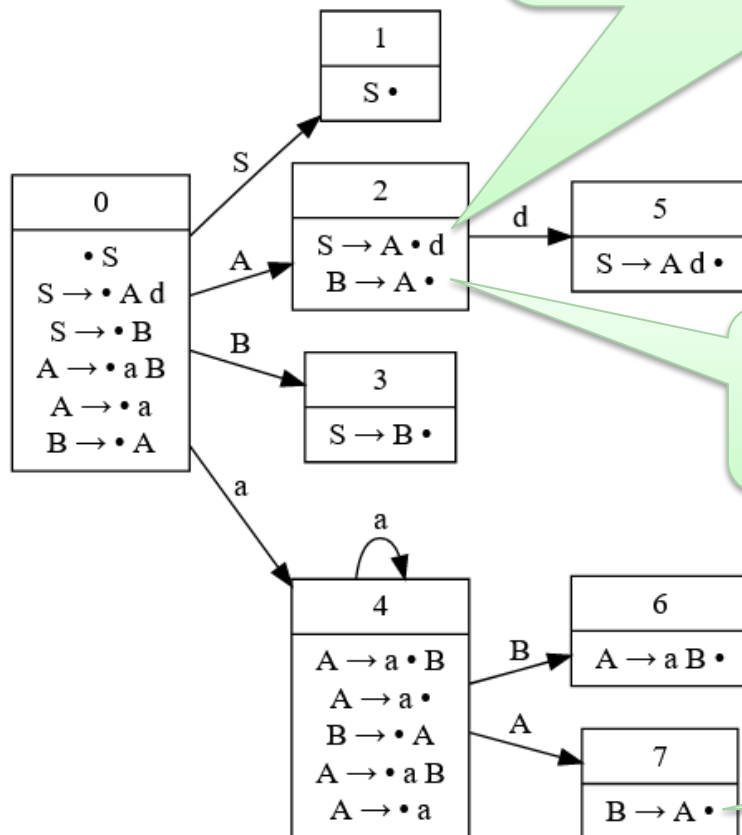 1
S •
S
0
• S
S → • A d
S → • B
A → • a B
A → • a
B → • A
A
2
S → A • d
B → A •
d
5
S → A d •
B
3
S → B •
a
a
4
A → a • B
A → a •
B → • A
A → • a B
A → • a
B
6
A → a B •
A
7
B → A •